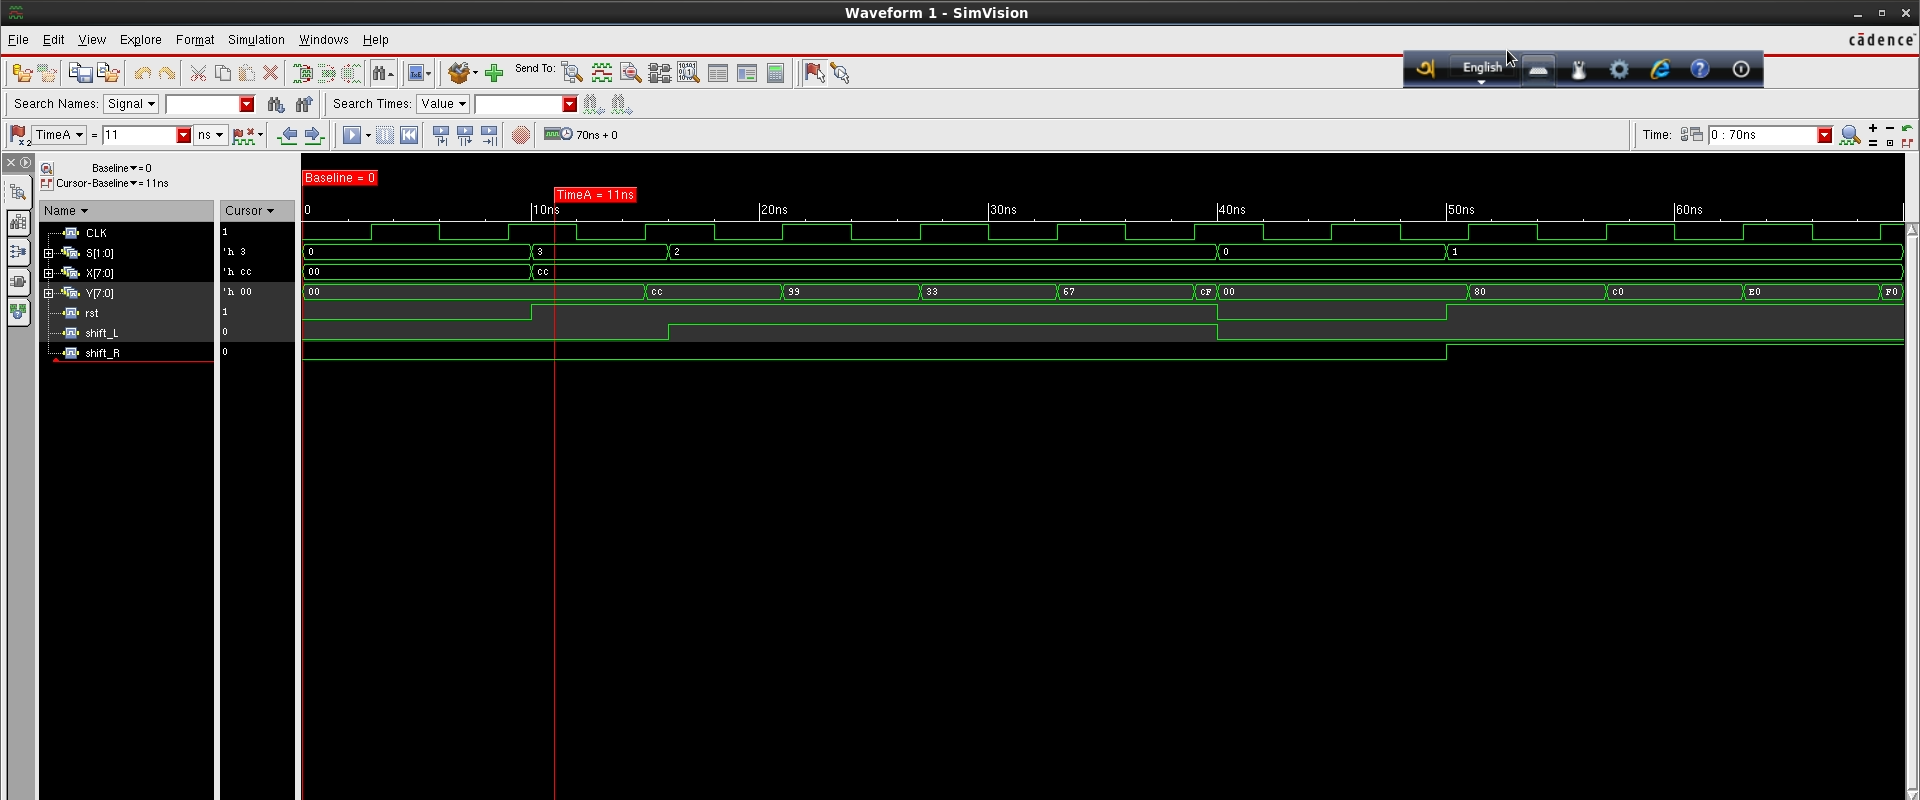 Waveform 1 - SimVision
File Edit View Explore Format Simulation Windows Help
cādence
Send To:
English
Search Names: Signal Search Times: Value
TimeA = 11 ns 70ns + 0 Time: 0 : 70ns
Baseline = 0
Cursor-Baseline = 11ns
Baseline = 0
TimeA = 11ns
Name Cursor 0 10ns 20ns 30ns 40ns 50ns 60ns
CLK 1
S[1:0] 'h 3 0 3 2 0 1
X[7:0] 'h cc 00 cc
Y[7:0] 'h 00 00 cc 99 33 67 CF 00 80 c0 E0 F0
rst 1
shift_L 0
shift_R 0